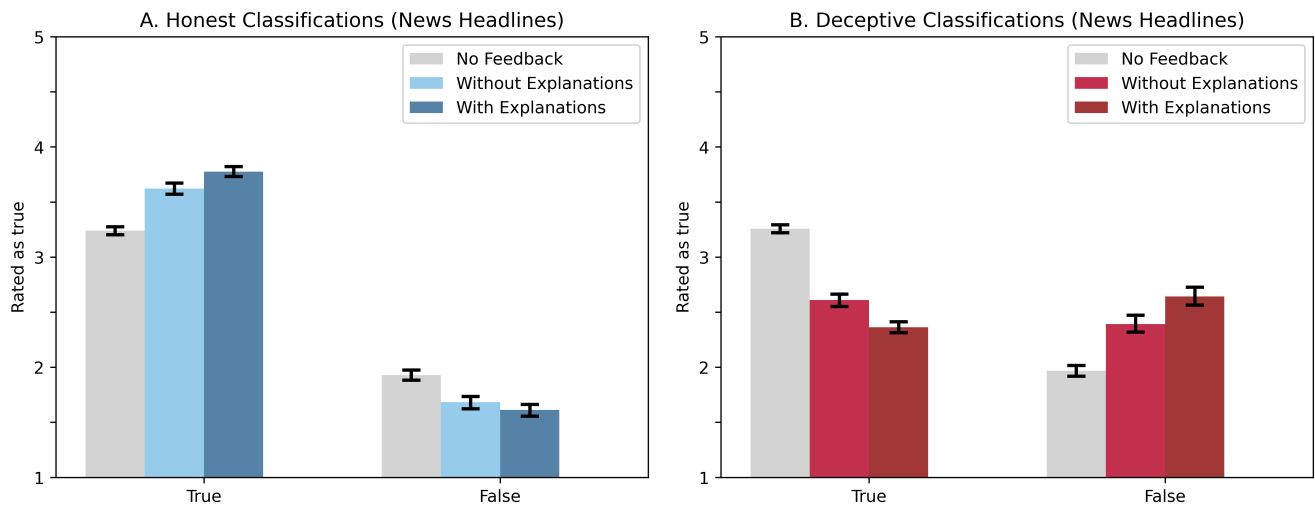 A. Honest Classifications (News Headlines)
5
4
3
2
1
Rated as true
No Feedback
Without Explanations
With Explanations
True
False
B. Deceptive Classifications (News Headlines)
5
4
3
2
1
Rated as true
No Feedback
Without Explanations
With Explanations
True
False